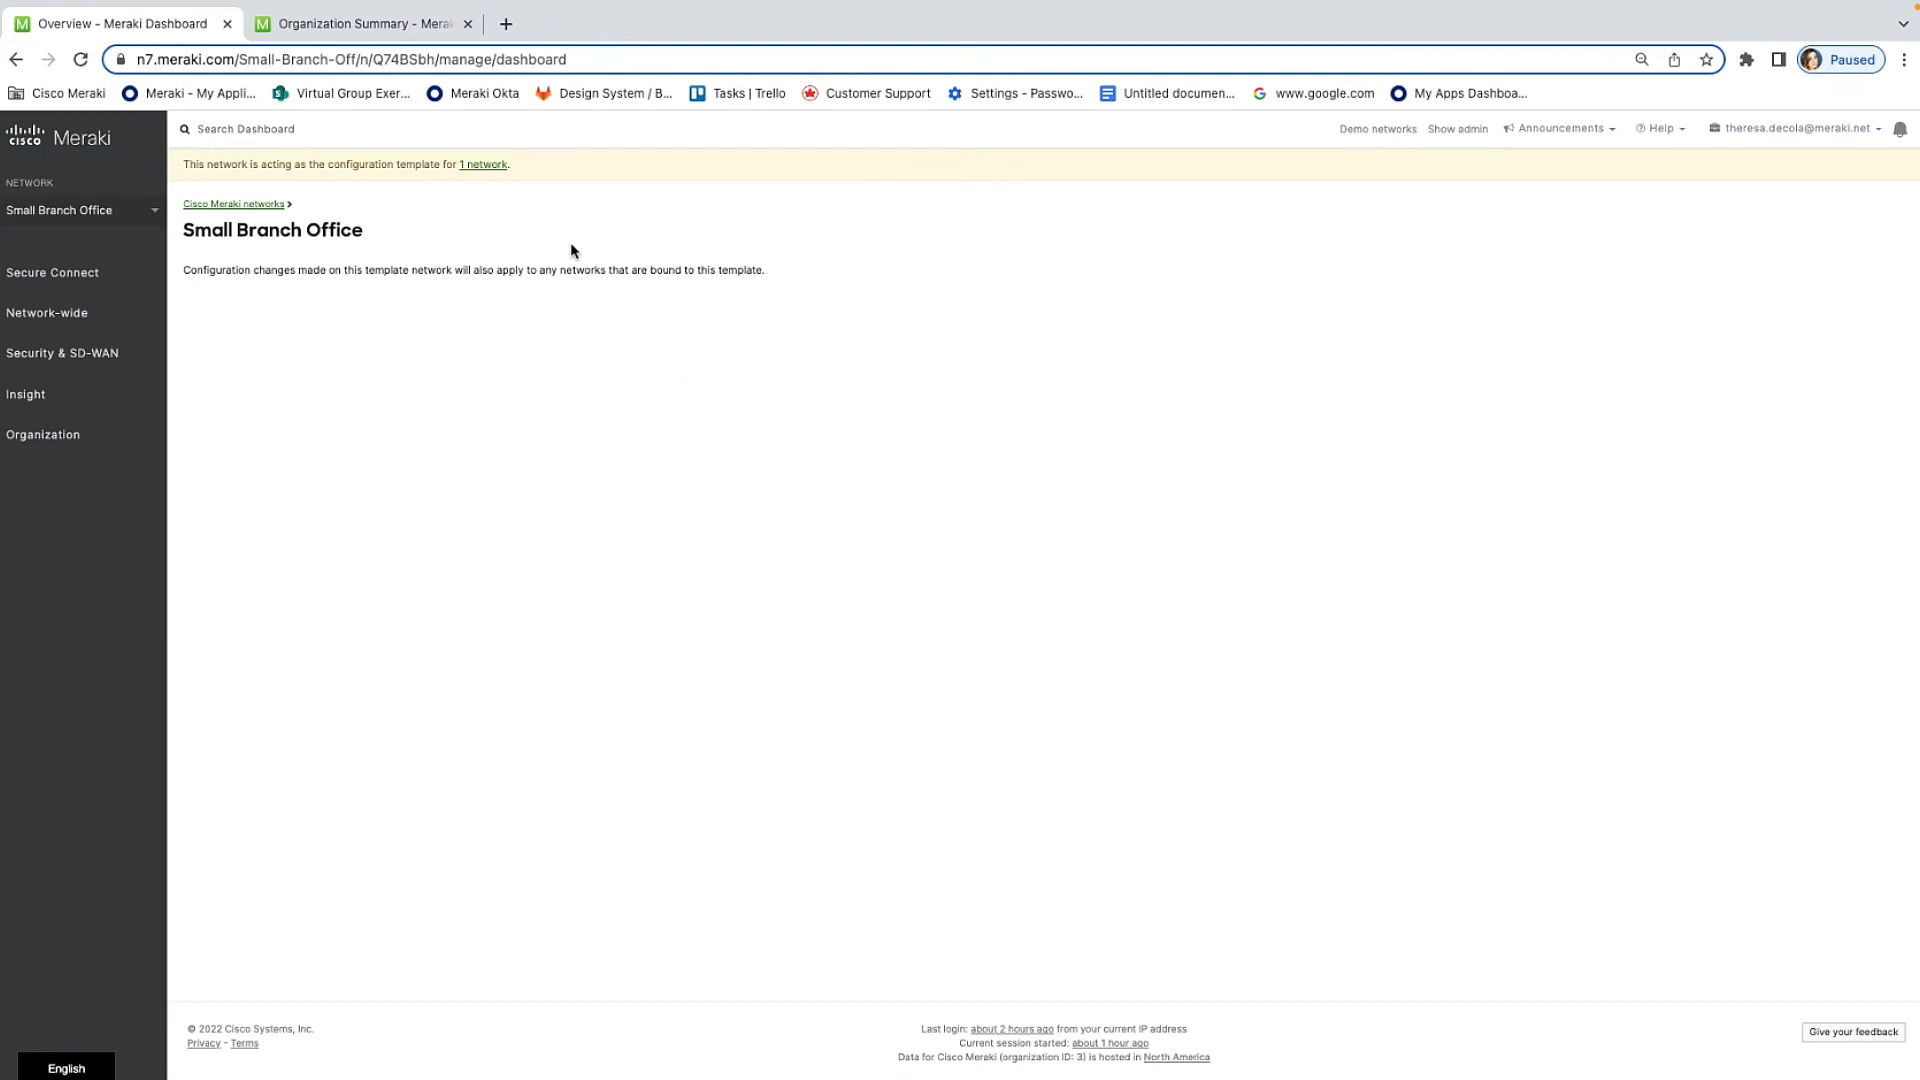 Overview - Meraki Dashboard
Organization Summary - Merak
n7.meraki.com/Small-Branch-Off/n/Q74BSbh/manage/dashboard
Paused
Cisco Meraki
Meraki - My Appli...
Virtual Group Exer...
Meraki Okta
Design System / B...
Tasks | Trello
Customer Support
Settings - Passwo...
Untitled documen...
www.google.com
My Apps Dashboa...
cisco Meraki
Search Dashboard
Demo networks
Show admin
Announcements
Help
theresa.decola@meraki.net
NETWORK
Small Branch Office
Secure Connect
Network-wide
Security & SD-WAN
Insight
Organization
This network is acting as the configuration template for 1 network.
Cisco Meraki networks >
Small Branch Office
Configuration changes made on this template network will also apply to any networks that are bound to this template.
© 2022 Cisco Systems, Inc.
Privacy - Terms
Last login: about 2 hours ago from your current IP address
Current session started: about 1 hour ago
Data for Cisco Meraki (organization ID: 3) is hosted in North America
Give your feedback
English